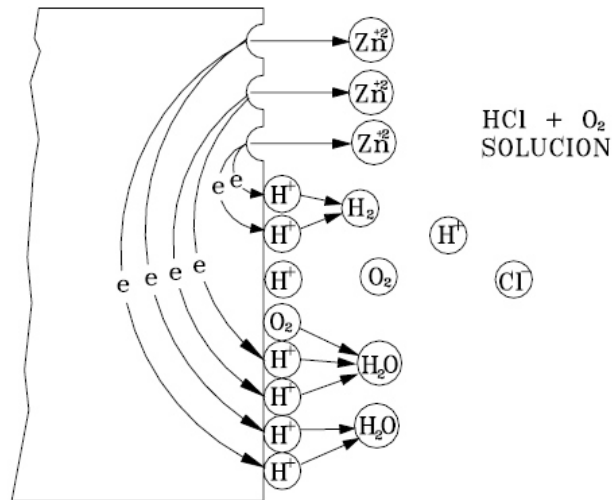 Zn+2
Zn+2
HCl + O2
SOLUCION
Zn+2
e
e
H+
H2
H+
H+
e e e e
H+
O2
Cl-
O2
H+
H2O
H-
H+
H2O
H+